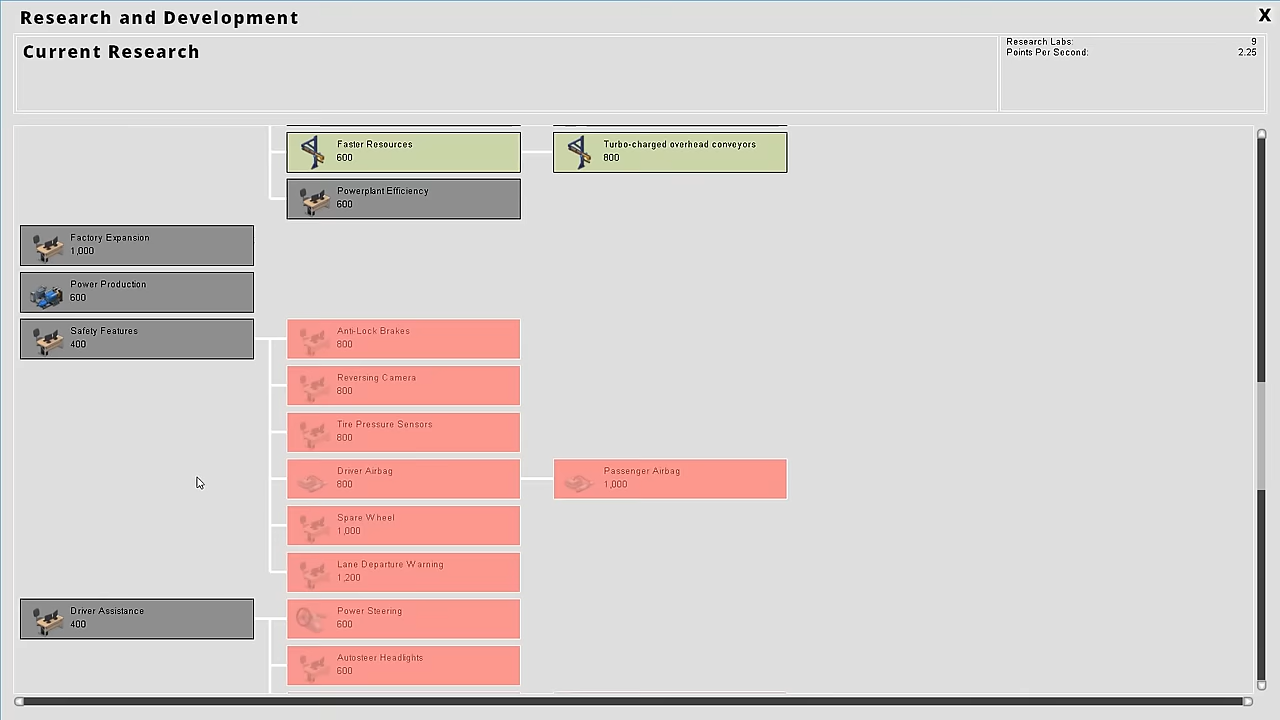 Research and Development
X
Current Research
Research Labs: 9
Points Per Second: 2.25
Faster Resources
600
Turbo-charged overhead conveyors
800
Powerplant Efficiency
600
Factory Expansion
1,000
Power Production
600
Safety Features
400
Anti-Lock Brakes
800
Reversing Camera
800
Tire Pressure Sensors
800
Driver Airbag
800
Passenger Airbag
1,000
Spare Wheel
1,000
Lane Departure Warning
1,200
Driver Assistance
400
Power Steering
600
Autosteer Headlights
600